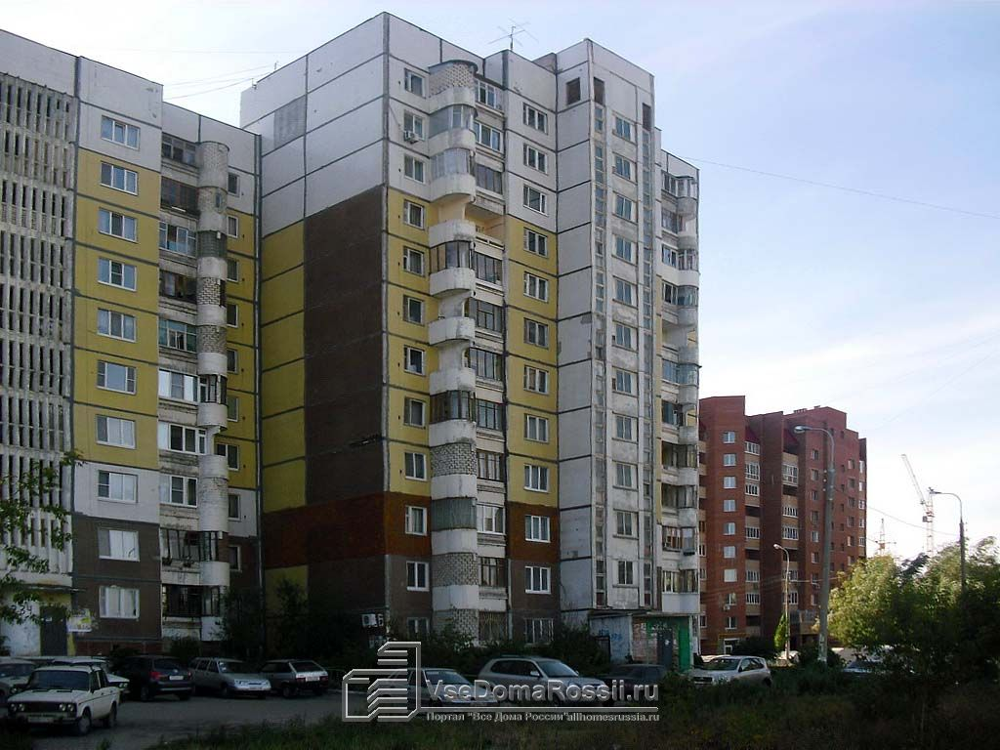 VseDomaRossii.ru
Портал "Все Дома России"allhomesrussia.ru